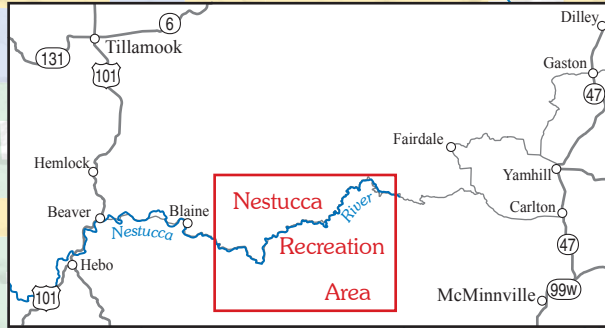 Dilley
6
Tillamook
131
101
Gaston
47
Fairdale
Hemlock
Yamhill
Nestucca
River
Beaver
Blaine
Carlton
Nestucca
Recreation
47
Hebo
Area
99w
101
McMinnville